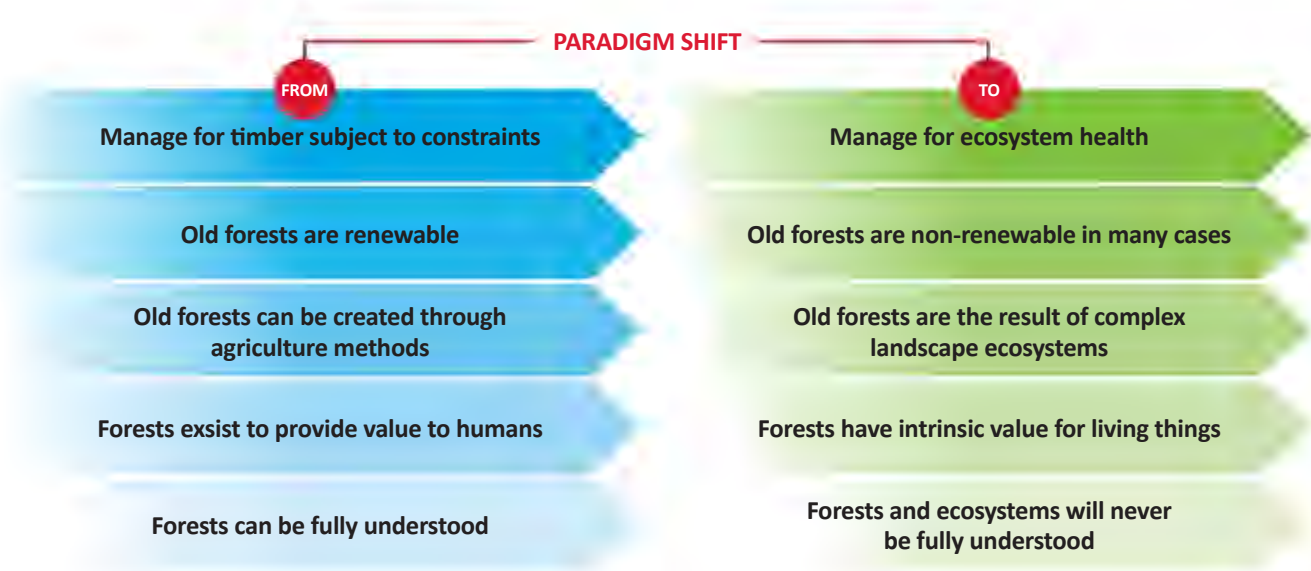 PARADIGM SHIFT
FROM
Manage for timber subject to constraints
Old forests are renewable
Old forests can be created through
agriculture methods
Forests exsist to provide value to humans
Forests can be fully understood
TO
Manage for ecosystem health
Old forests are non-renewable in many cases
Old forests are the result of complex
landscape ecosystems
Forests have intrinsic value for living things
Forests and ecosystems will never
be fully understood